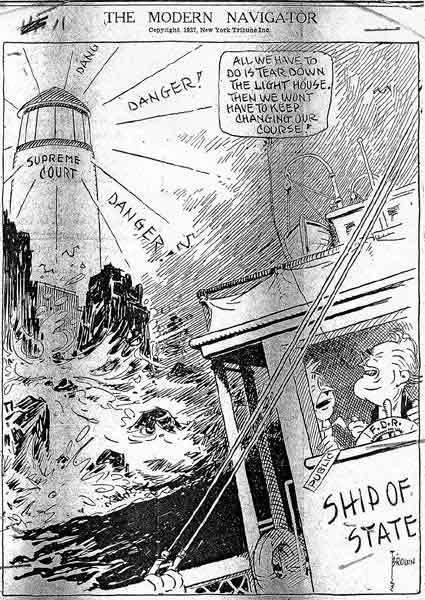 11
THE MODERN NAVIGATOR
Copyright. 1937, New York Tribune Inc.
DANG
DANGER!
ALL WE HAVE TO
DO IS TEAR DOWN
THE LIGHT HOUSE.
THEN WE WON'T
HAVE TO KEEP
CHANGING OUR
COURSE!
SUPREME
COURT
DANGER
F.D.R.
PUBLIC
SHIP OF
STATE
BROWN